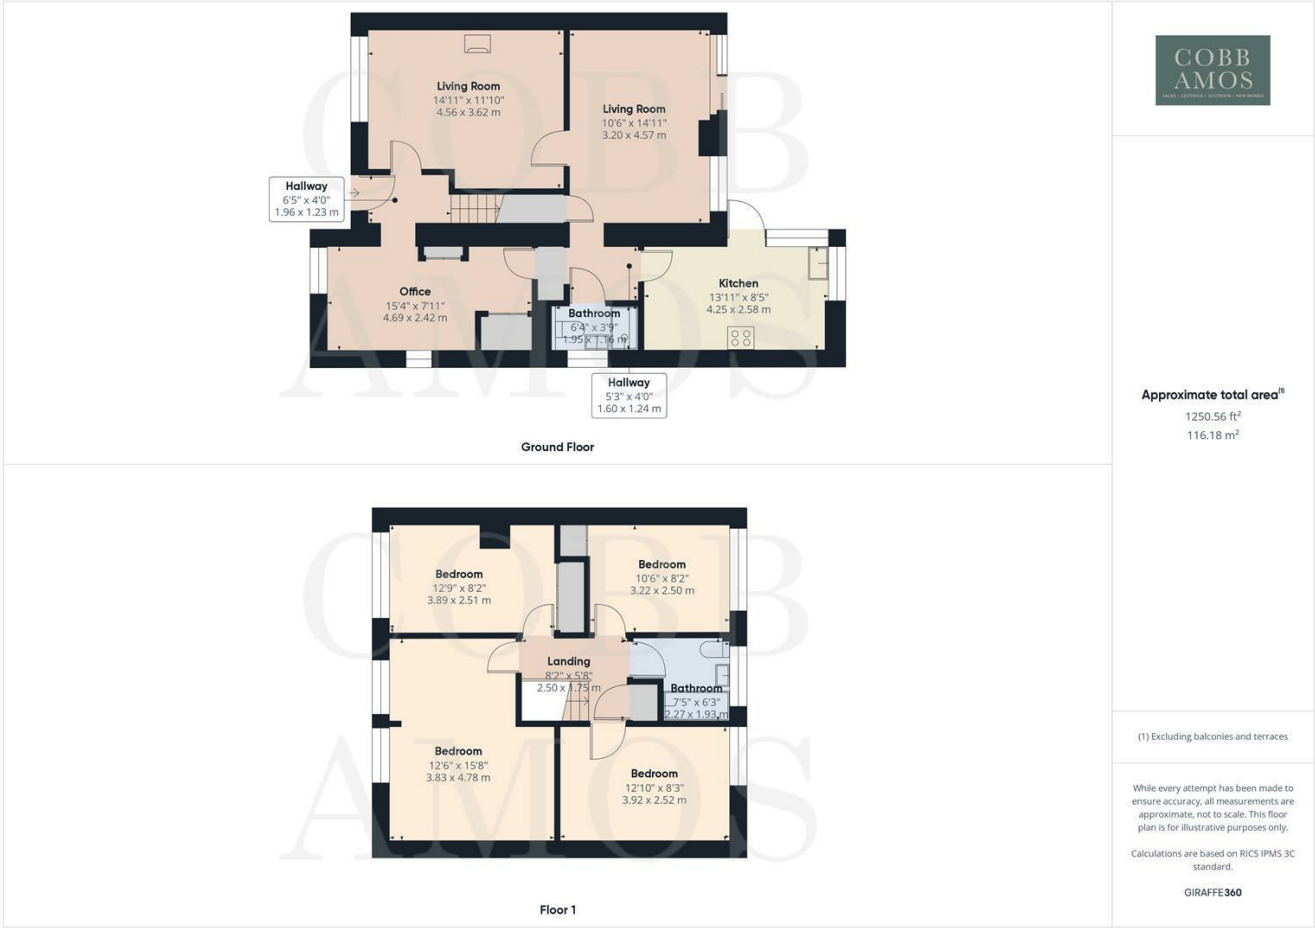 COBB
AMOS
SALES | LETTINGS | AUCTIONS | NEW HOMES
Living Room
14'11" x 11'10"
4.56 x 3.62 m
Living Room
10'6" x 14'11"
3.20 x 4.57 m
Hallway
6'5" x 4'0"
1.96 x 1.23 m
Office
15'4" x 7'11"
4.69 x 2.42 m
Bathroom
6'4" x 3'9"
1.95 x 1.16 m
Kitchen
13'11" x 8'5"
4.25 x 2.58 m
Hallway
5'3" x 4'0"
1.60 x 1.24 m
Ground Floor
COBB
AMOS
Approximate total area(1)
1250.56 ft²
116.18 m²
Bedroom
12'9" x 8'2"
3.89 x 2.51 m
Bedroom
10'6" x 8'2"
3.22 x 2.50 m
Landing
8'2" x 5'8"
2.50 x 1.75 m
Bathroom
7'5" x 6'3"
2.27 x 1.93 m
Bedroom
12'6" x 15'8"
3.83 x 4.78 m
Bedroom
12'10" x 8'3"
3.92 x 2.52 m
Floor 1
COBB
AMOS
(1) Excluding balconies and terraces
While every attempt has been made to
ensure accuracy, all measurements are
approximate, not to scale. This floor
plan is for illustrative purposes only.
Calculations are based on RICS IPMS 3C
standard.
GIRAFFE360